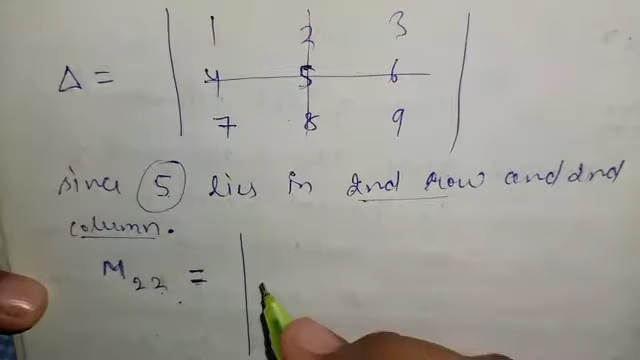 1 2 3
Δ = 4 5 6
7 8 9
since 5 lies in 2nd row and 2nd
column.
M22 =